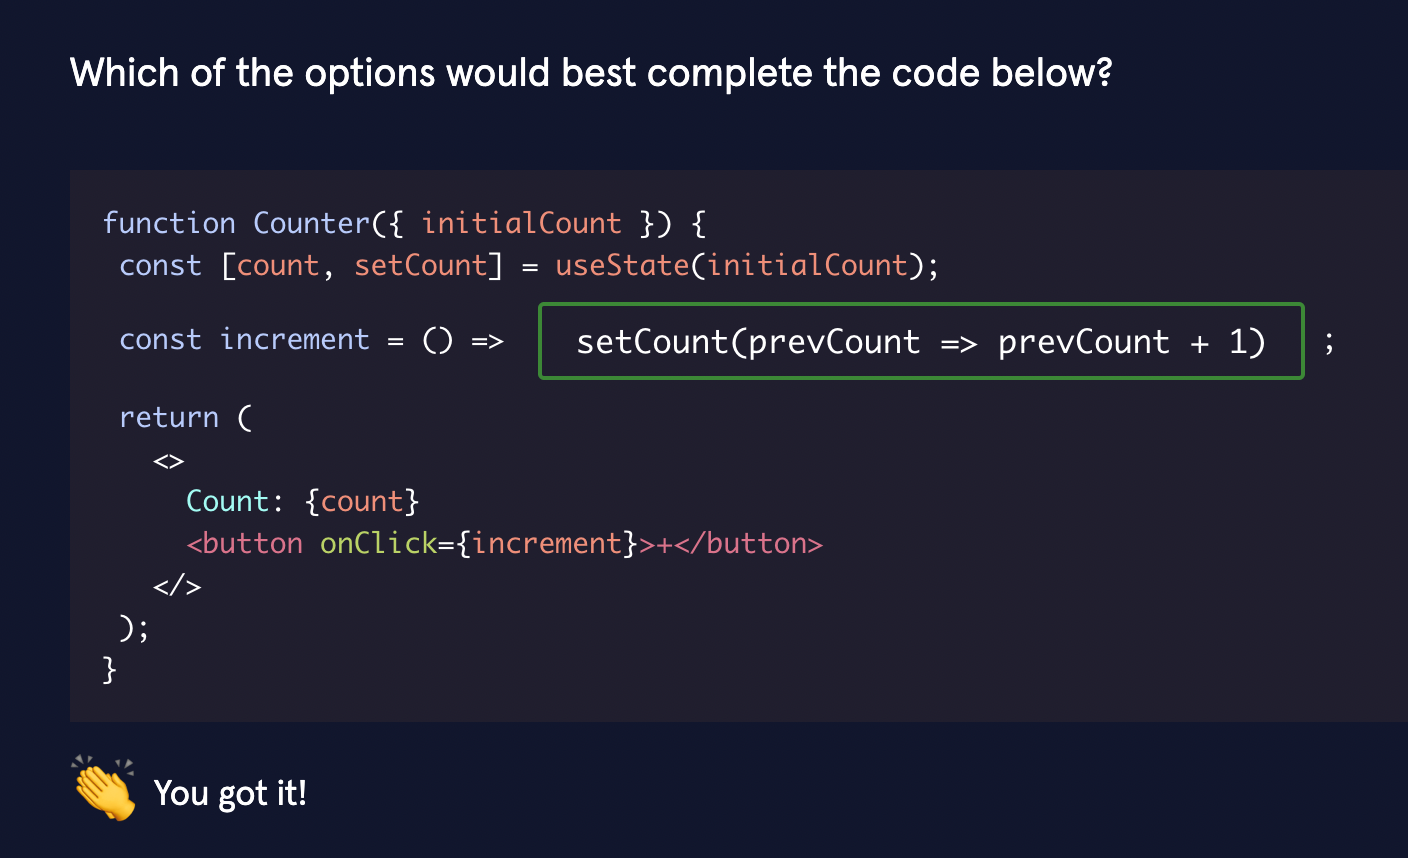 Which of the options would best complete the code below?
function Counter({ initialCount }) {
const [count, setCount] = useState(initialCount);
const increment = () => setCount(prevCount => prevCount + 1) ;
return (
<>
Count: {count}
<button onClick={increment}>+</button>
</>
);
}
You got it!